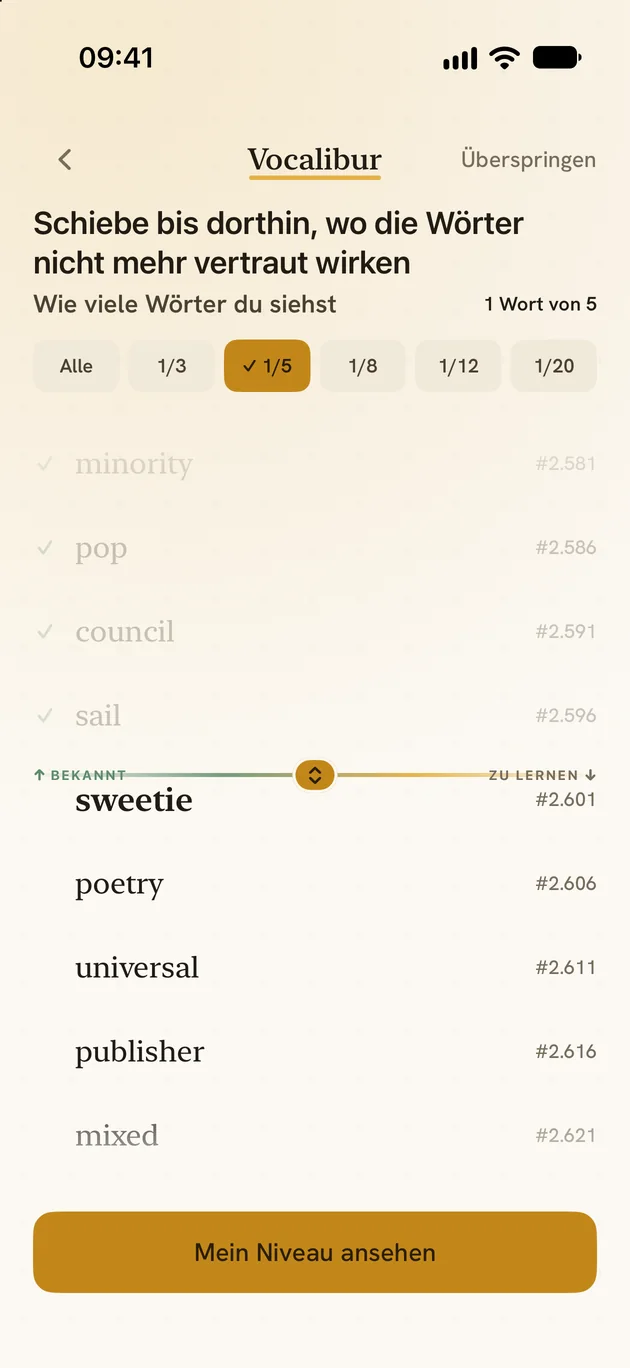 09:41
Vocalibur
Überspringen
Schiebe bis dorthin, wo die Wörter
nicht mehr vertraut wirken
Wie viele Wörter du siehst
1 Wort von 5
Alle
1/3
✓ 1/5
1/8
1/12
1/20
✓ minority #2.581
✓ pop #2.586
✓ council #2.591
✓ sail #2.596
↑ BEKANNT
ZU LERNEN ↓
sweetie #2.601
poetry #2.606
universal #2.611
publisher #2.616
mixed #2.621
Mein Niveau ansehen